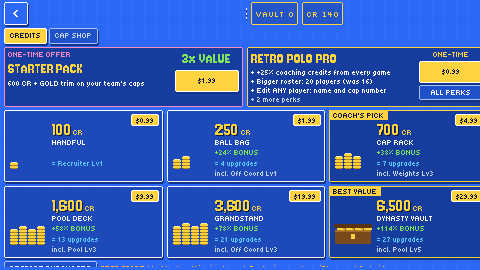 VAULT 0
CR 140
CREDITS
CAP SHOP
ONE-TIME OFFER
STARTER PACK
600 CR + GOLD trim on your team's caps
3x VALUE
$1.99
RETRO POLO PRO
• +25% coaching credits from every game
• Bigger roster: 20 players (was 16)
• Edit ANY player: name and cap number
+ 2 more perks
ONE-TIME
$0.99
ALL PERKS
$0.99
100 CR
HANDFUL
= Recruiter Lv1
$1.99
250 CR
BALL BAG
+24% BONUS
= 4 upgrades
incl. Off Coord Lv1
COACH'S PICK
$4.99
700 CR
CAP RACK
+38% BONUS
= 7 upgrades
incl. Weights Lv3
$9.99
1,600 CR
POOL DECK
+58% BONUS
= 13 upgrades
incl. Pool Lv3
$19.99
3,600 CR
GRANDSTAND
+78% BONUS
= 21 upgrades
incl. Off Coord Lv3
BEST VALUE
$29.99
6,500 CR
DYNASTY VAULT
+114% BONUS
= 27 upgrades
incl. Pool Lv5